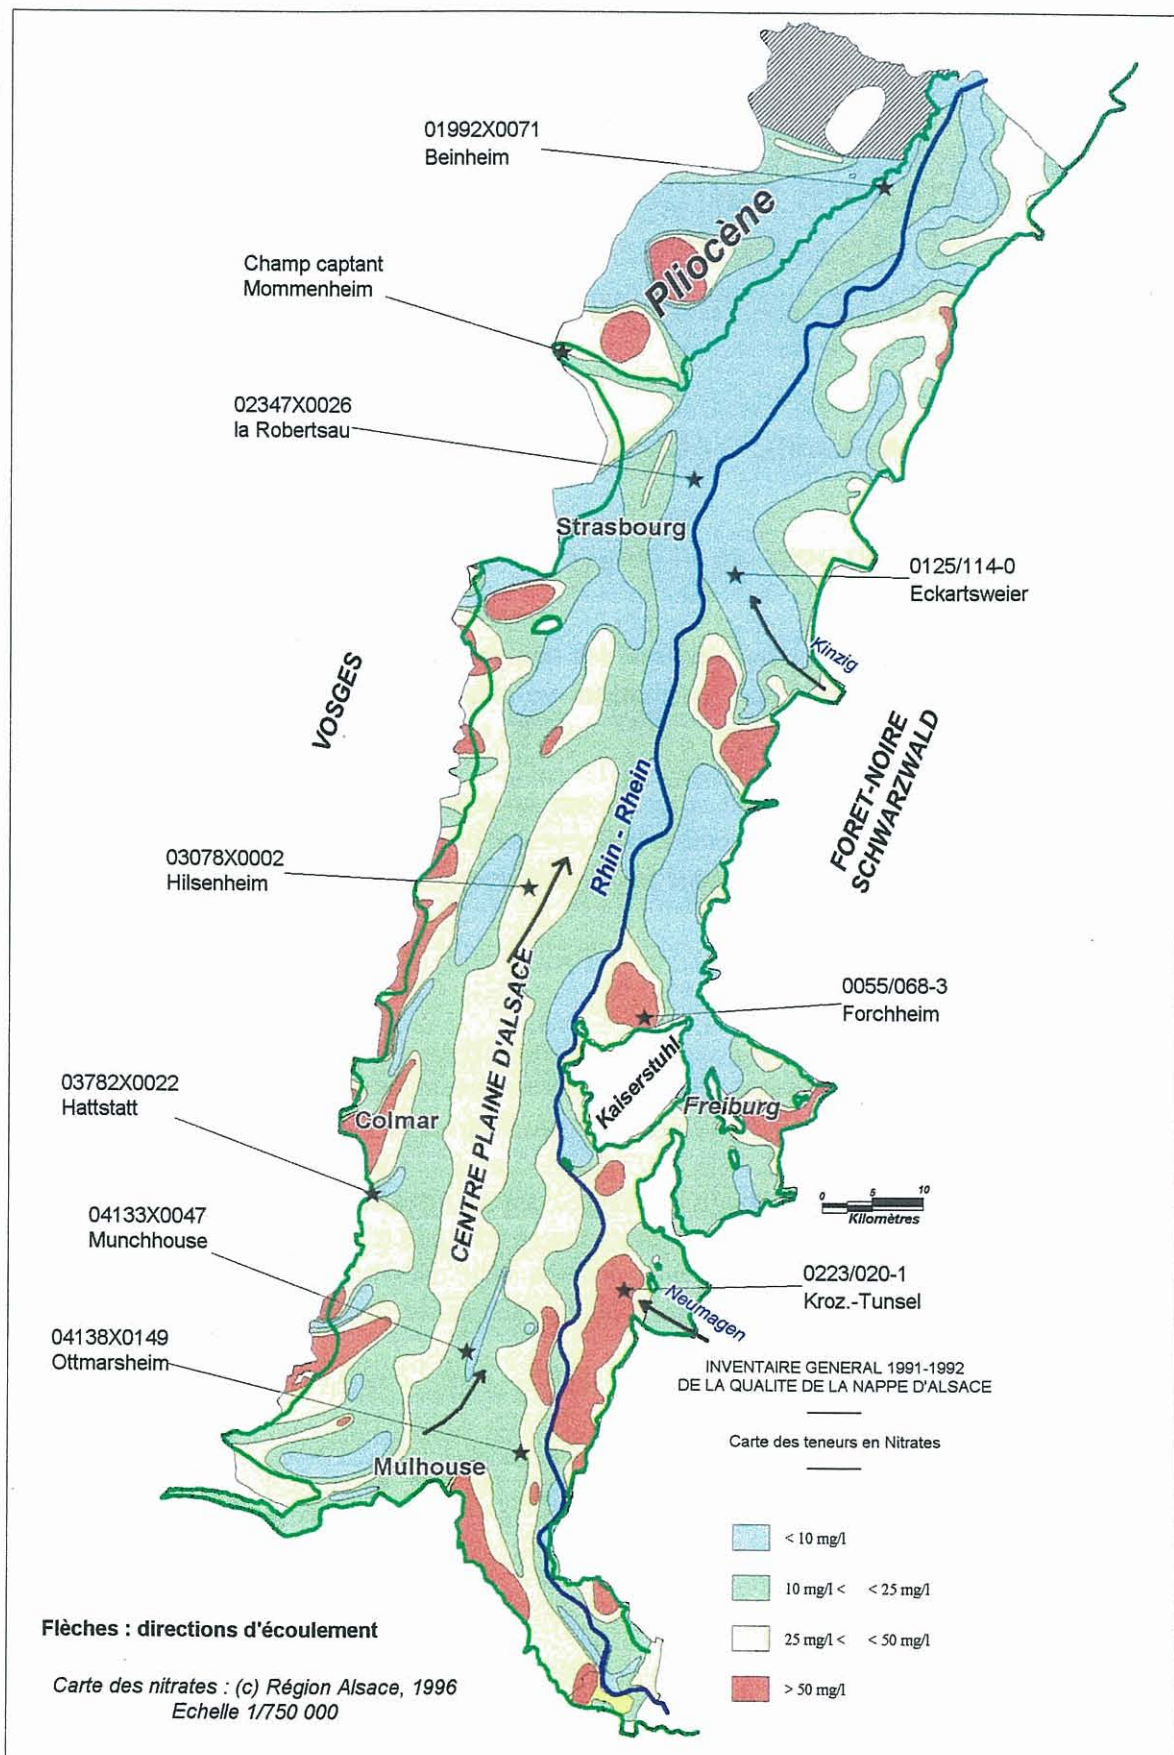 01992X0071
Beinheim
Pliocène
Champ captant
Mommenheim
02347X0026
la Robertsau
Strasbourg
0125/114-0
Eckartsweier
Kinzig
VOSGES
FORET-NOIRE
SCHWARZWALD
Rhin - Rhein
03078X0002
Hilsenheim
CENTRE PLAINE D'ALSACE
0055/068-3
Forchheim
Kaiserstuhl
Freiburg
03782X0022
Hattstatt
Colmar
0 5 10
Kilomètres
04133X0047
Munchhouse
0223/020-1
Kroz.-Tunsel
Neumagen
04138X0149
Ottmarsheim
Mulhouse
INVENTAIRE GENERAL 1991-1992
DE LA QUALITE DE LA NAPPE D'ALSACE
Carte des teneurs en Nitrates
< 10 mg/l
10 mg/l < < 25 mg/l
25 mg/l < < 50 mg/l
> 50 mg/l
Flèches : directions d'écoulement
Carte des nitrates : (c) Région Alsace, 1996
Echelle 1/750 000